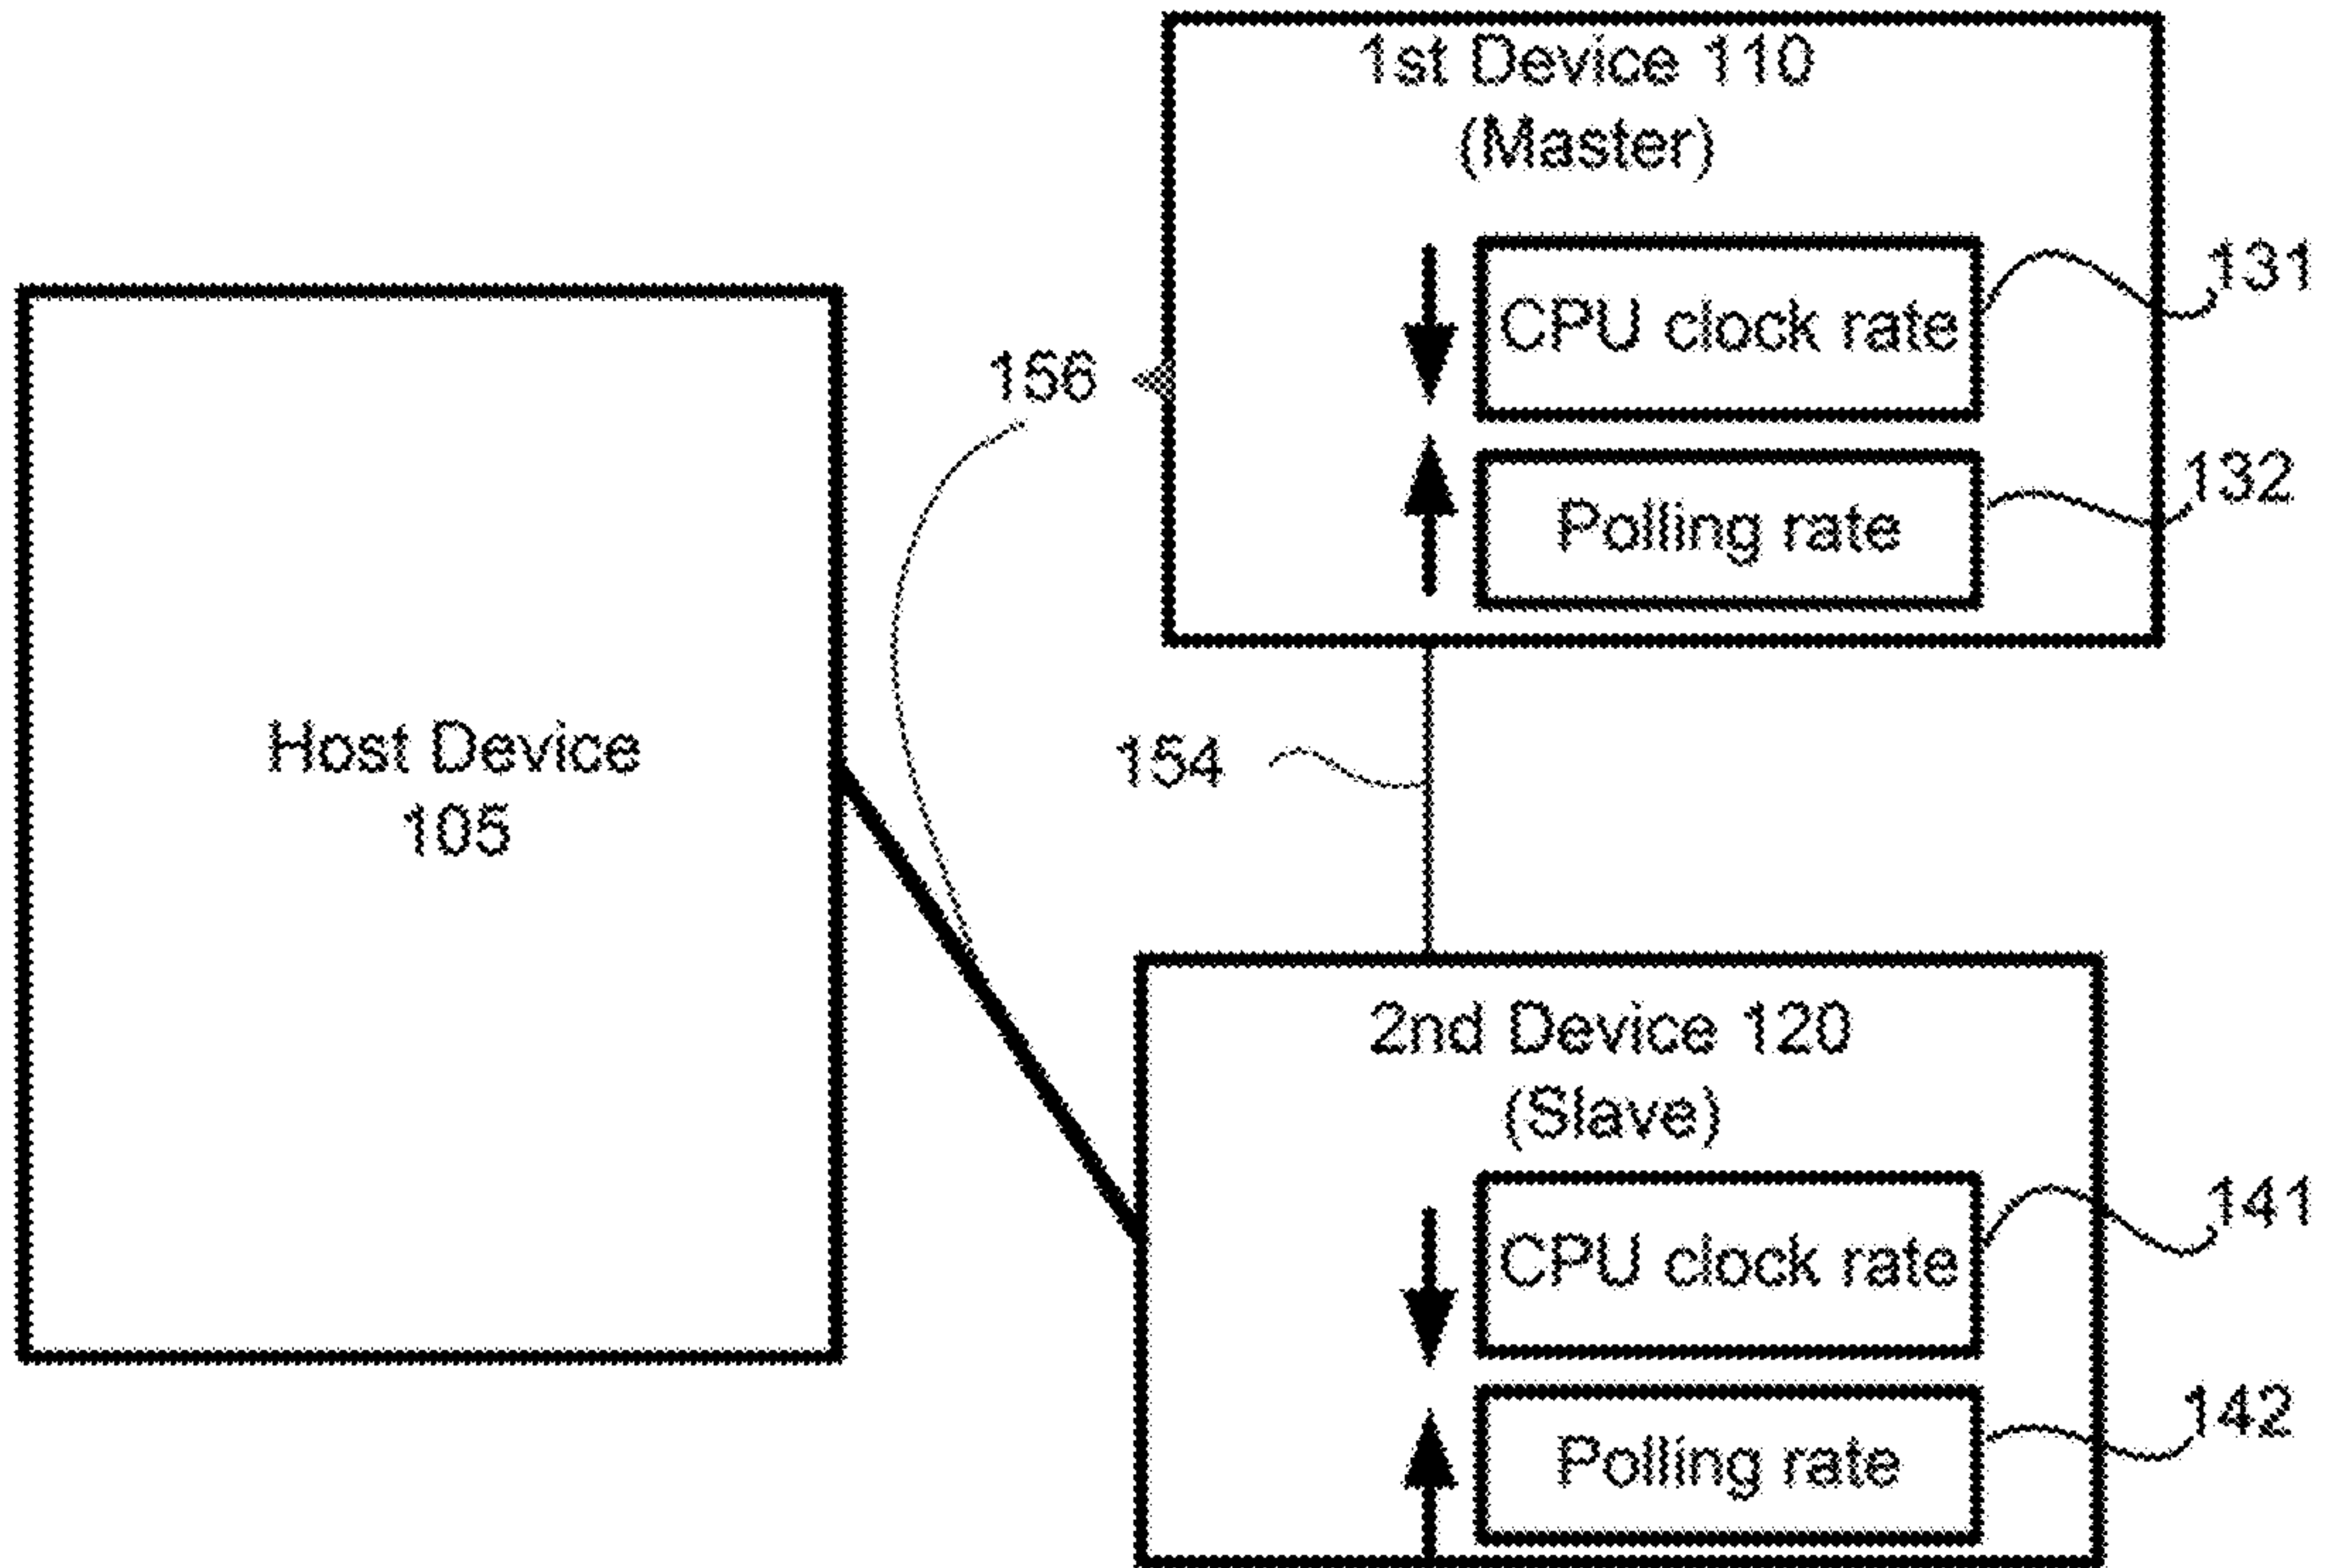 1st Device 110
(Master)
CPU clock rate
131
156
Polling rate
132
Host Device
105
154
2nd Device 120
(Slave)
CPU clock rate
141
Polling rate
142